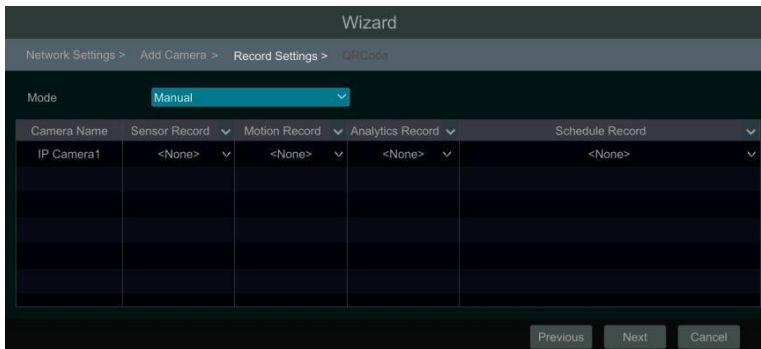 Wizard
Network Settings > Add Camera > Record Settings > QRCode
Mode Manual
Camera Name Sensor Record Motion Record Analytics Record Schedule Record
IP Camera1 <None> <None> <None> <None>
Previous Next Cancel